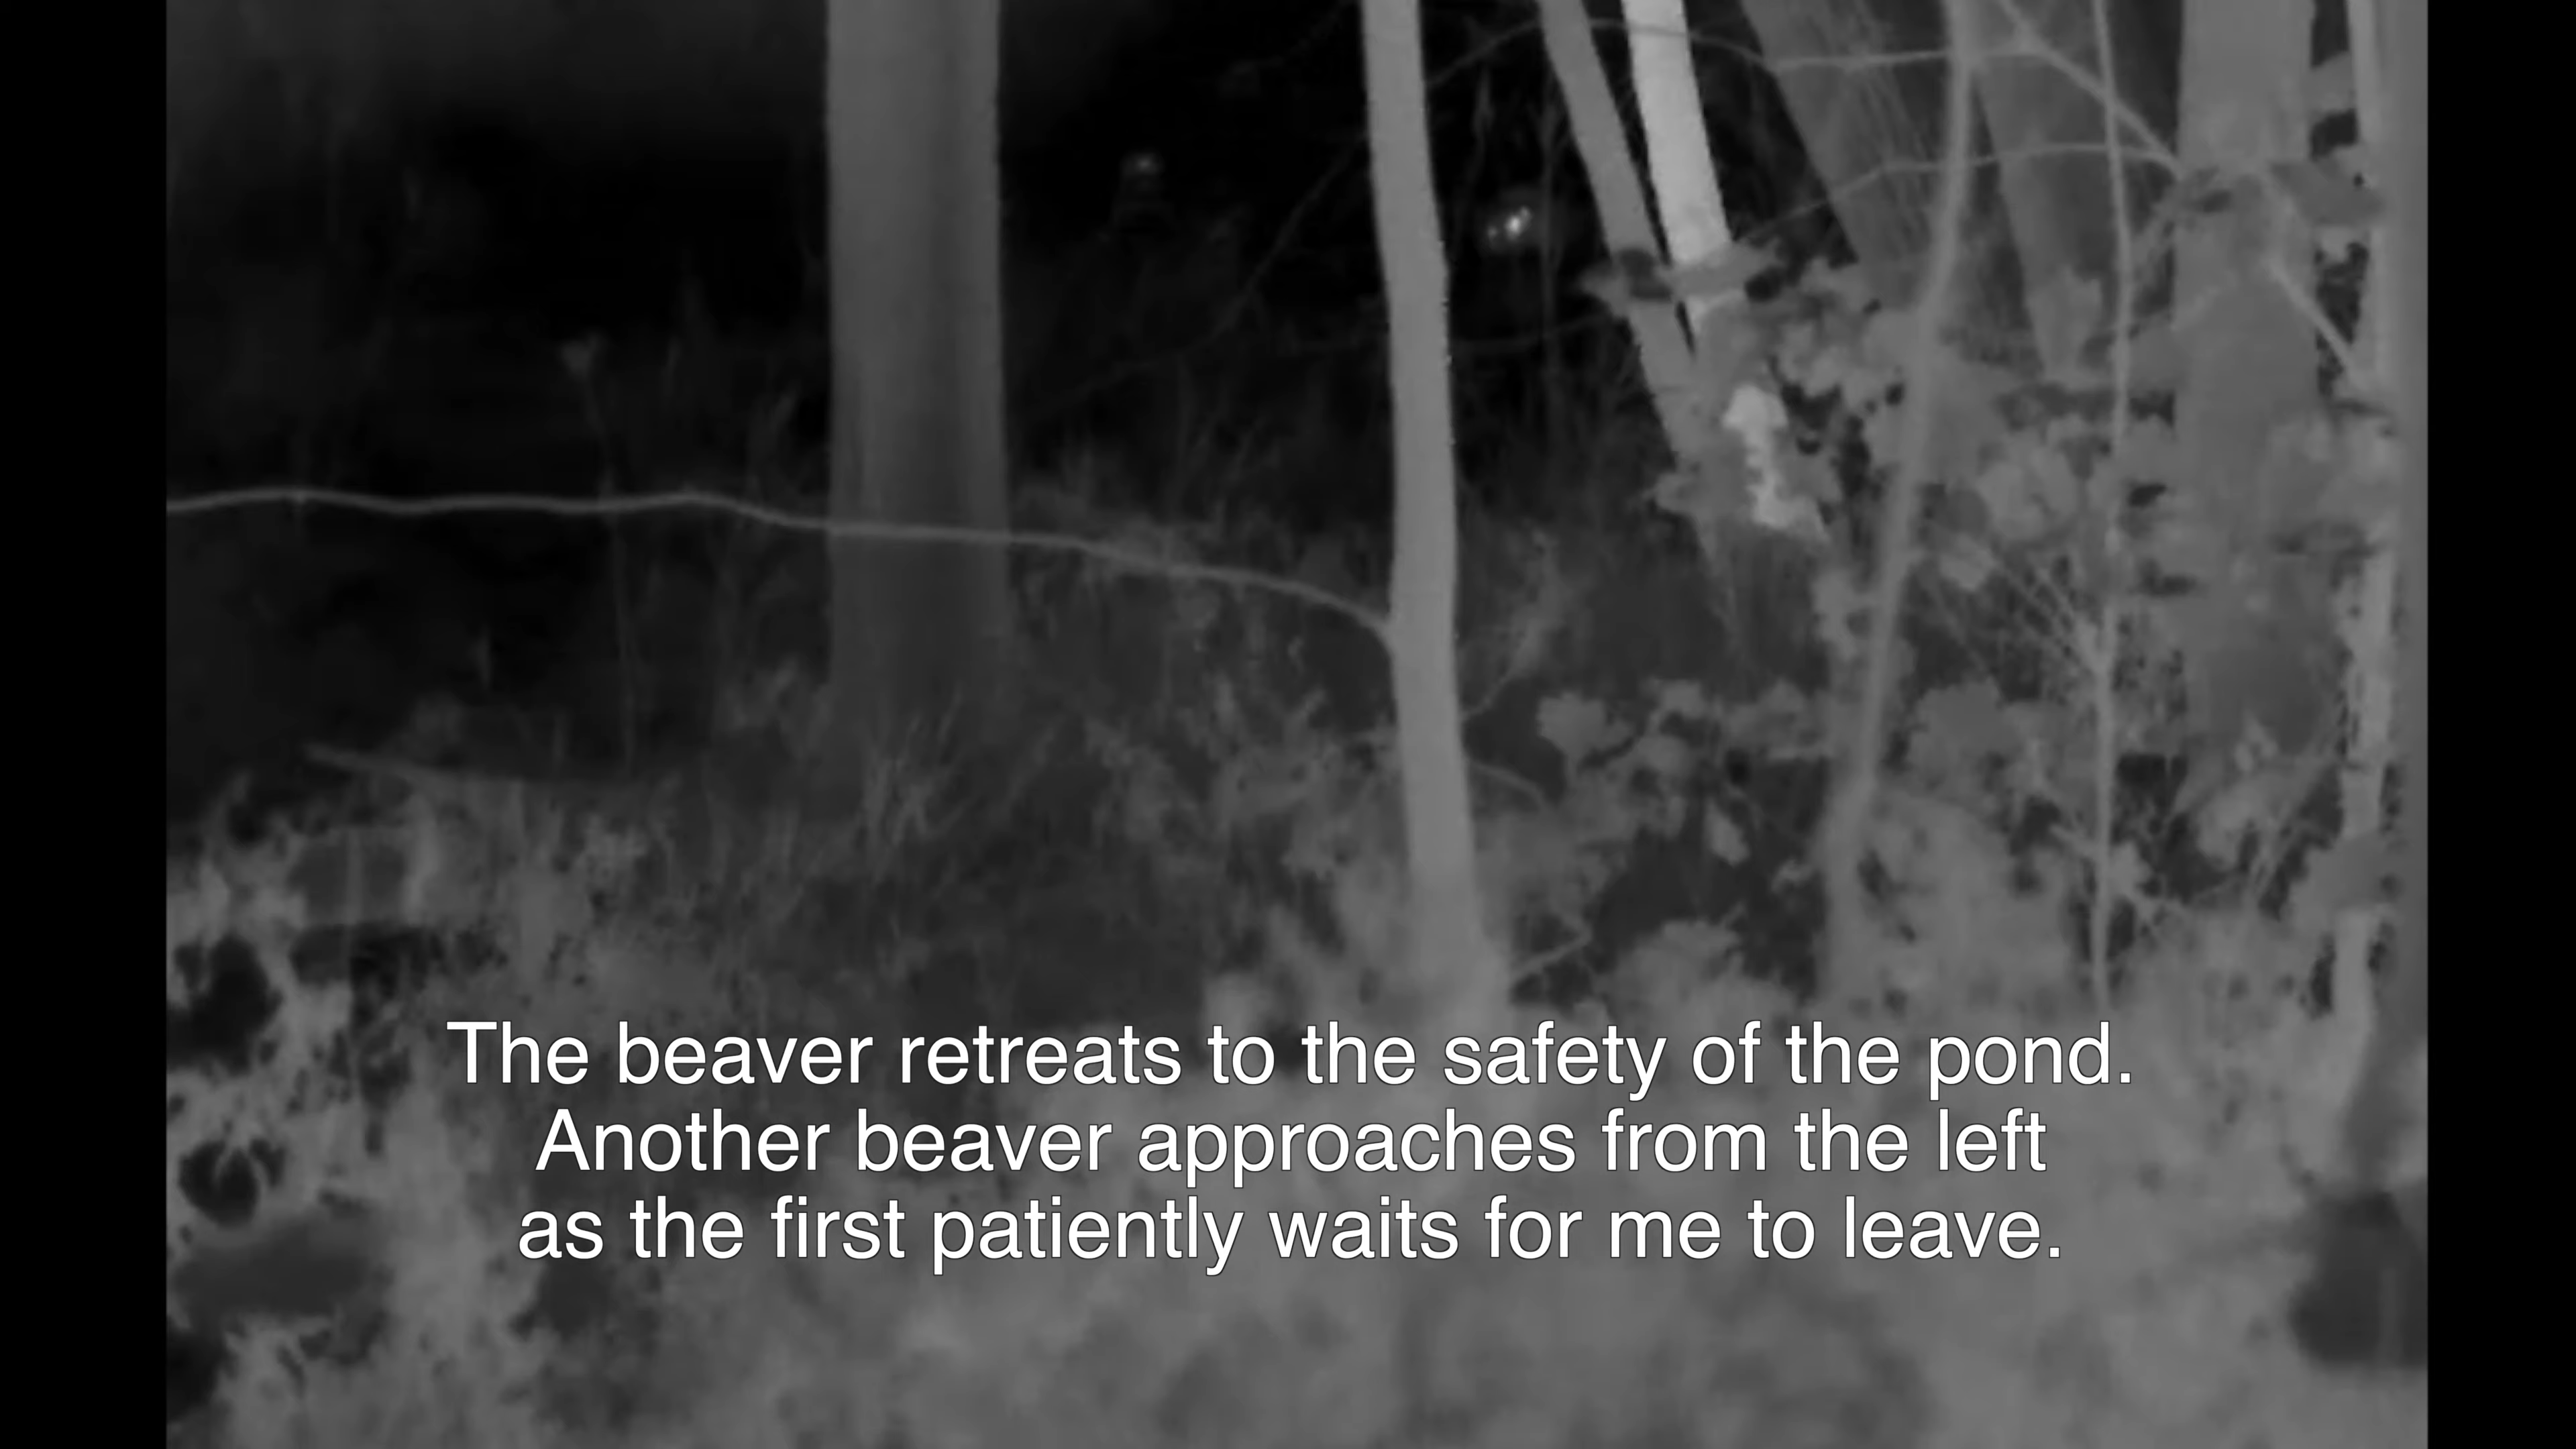 The beaver retreats to the safety of the pond.
Another beaver approaches from the left
as the first patiently waits for me to leave.